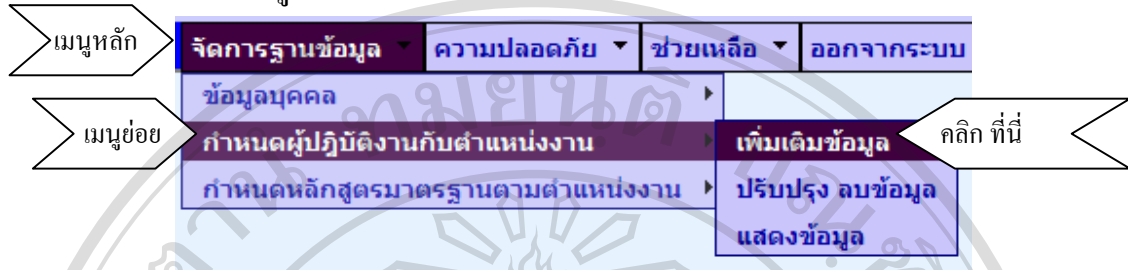 เมนูหลัก
จัดการฐานข้อมูล ความปลอดภัย ช่วยเหลือ ออกจากระบบ
ข้อมูลบุคคล
เมนูย่อย
กำหนดผู้ปฎิบัติงานกับตำแหน่งงาน
เพิ่มเติมข้อมูล
คลิก ที่นี่
กำหนดหลักสูตรมาตรฐานตามตำแหน่งงาน
ปรับปรุง ลบข้อมูล
แสดงข้อมูล